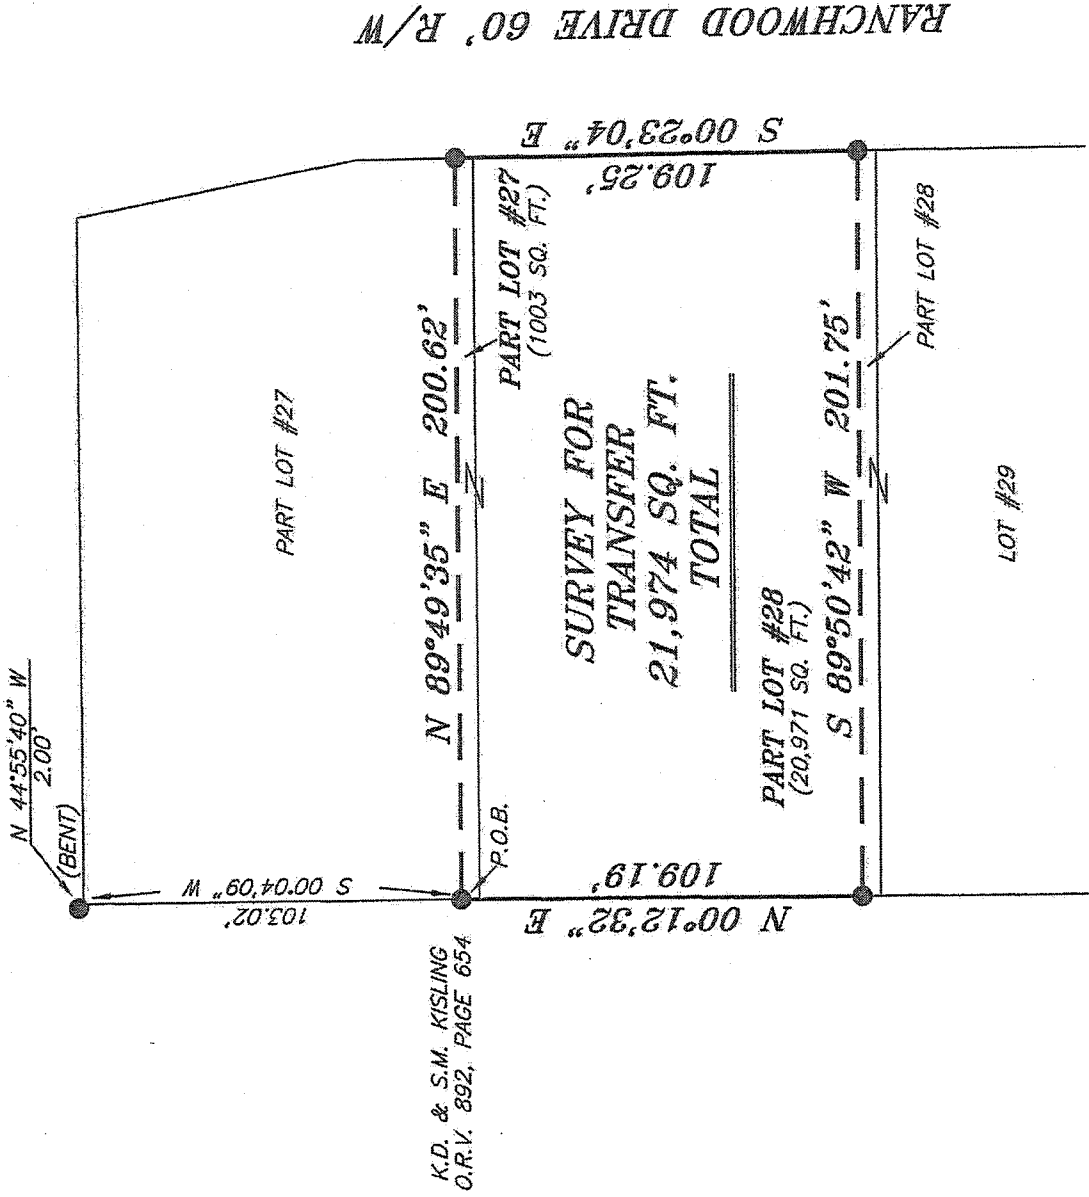 RANCHWOOD DRIVE 60' R/W
N 44°55'40" W
2.00'
(BENT)
S 00°04'09" W
103.02'
PART LOT #27
N 89°49'35" E 200.62'
PART LOT #27
(1003 SQ. FT.)
S 00°23'04" E
109.25'
K.D. & S.M. KISLING
O.R.V. 892, PAGE 654
P.O.B.
SURVEY FOR
TRANSFER
21,974 SQ. FT.
TOTAL
N 00°12'32" E
109.19'
PART LOT #28
(20,971 SQ. FT.)
S 89°50'42" W 201.75'
PART LOT #28
LOT #29